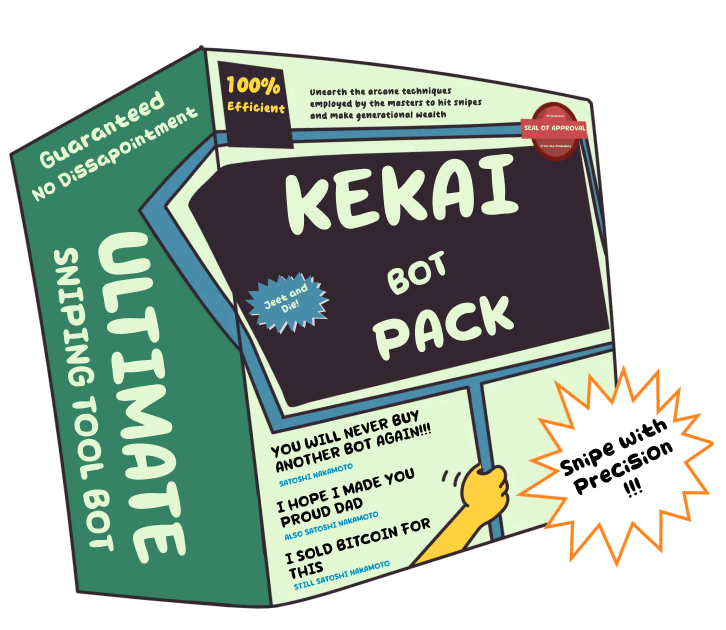 Guaranteed
No Dissapointment
ULTIMATE
SNIPING TOOL BOT
100%
Efficient
Unearth the arcane techniques
employed by the masters to hit snipes
and make generational wealth
SEAL OF APPROVAL
KEKAI
BOT
PACK
Jeet and
Die!
YOU WILL NEVER BUY
ANOTHER BOT AGAIN!!!
SATOSHI NAKAMOTO
I HOPE I MADE YOU
PROUD DAD
ALSO SATOSHI NAKAMOTO
I SOLD BITCOIN FOR
THIS
STILL SATOSHI NAKAMOTO
Snipe with
Precision
!!!